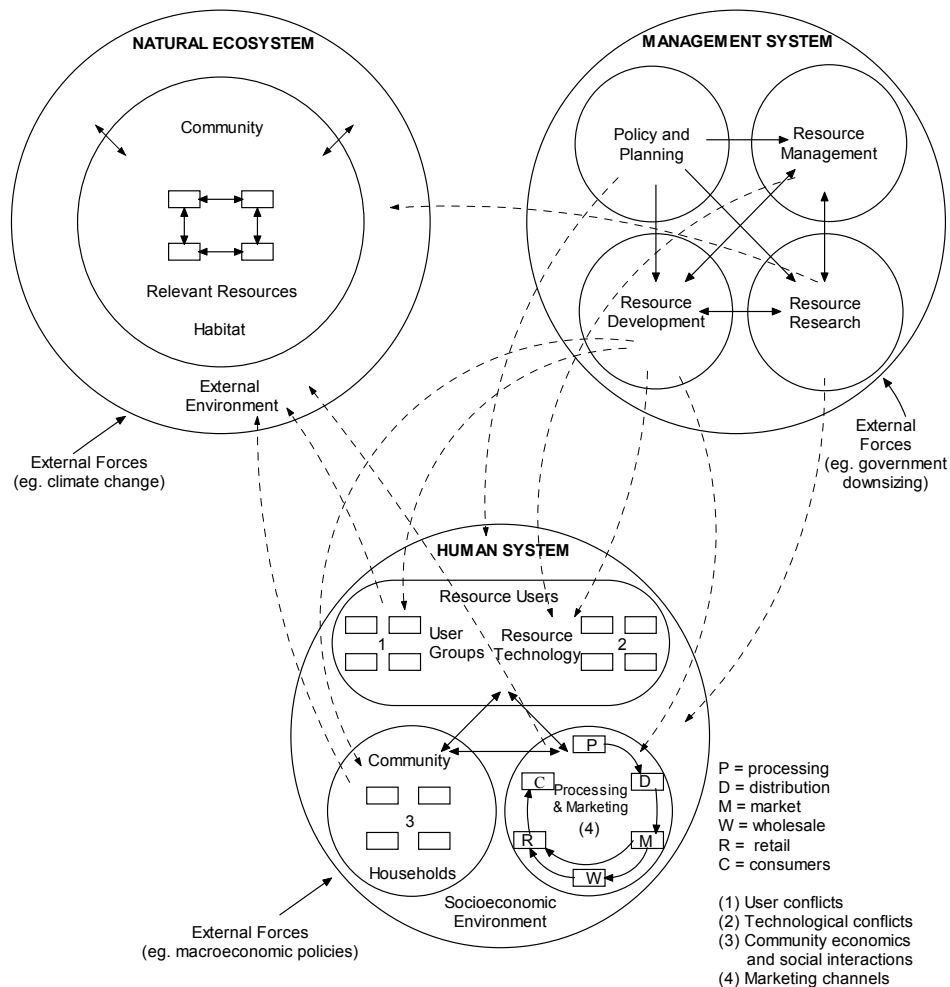 NATURAL ECOSYSTEM
Community
Relevant Resources
Habitat
External
Environment
External Forces
(eg. climate change)
MANAGEMENT SYSTEM
Policy and
Planning
Resource
Management
Resource
Development
Resource
Research
External
Forces
(eg. government
downsizing)
HUMAN SYSTEM
Resource Users
1
User
Groups
Resource
Technology
2
Community
3
Households
P
D
M
W
R
C
Processing
& Marketing
(4)
Socioeconomic
Environment
External Forces
(eg. macroeconomic policies)
P = processing
D = distribution
M = market
W = wholesale
R = retail
C = consumers
(1) User conflicts
(2) Technological conflicts
(3) Community economics
and social interactions
(4) Marketing channels